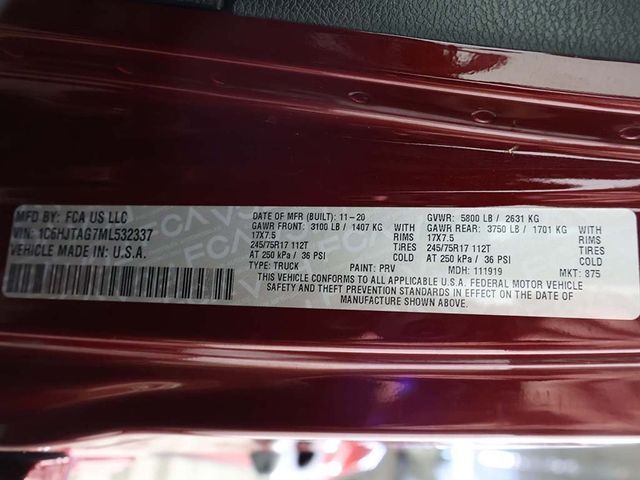 MFD BY: FCA US LLC
VIN: 1C6HJTAG7ML532337
VEHICLE MADE IN: U.S.A.
DATE OF MFR (BUILT): 11-20 GVWR: 5800 LB / 2631 KG
GAWR FRONT: 3100 LB / 1407 KG WITH GAWR REAR: 3750 LB / 1701 KG WITH
17X7.5 TIRES 17X7.5 TIRES
245/75R17 112T 245/75R17 112T
AT 250 kPa / 36 PSI COLD AT 250 kPa / 36 PSI COLD
TYPE: TRUCK PAINT: PRV MDH: 111919 MKT: 875
THIS VEHICLE CONFORMS TO ALL APPLICABLE U.S.A. FEDERAL MOTOR VEHICLE
SAFETY AND THEFT PREVENTION STANDARDS IN EFFECT ON THE DATE OF
MANUFACTURE SHOWN ABOVE.